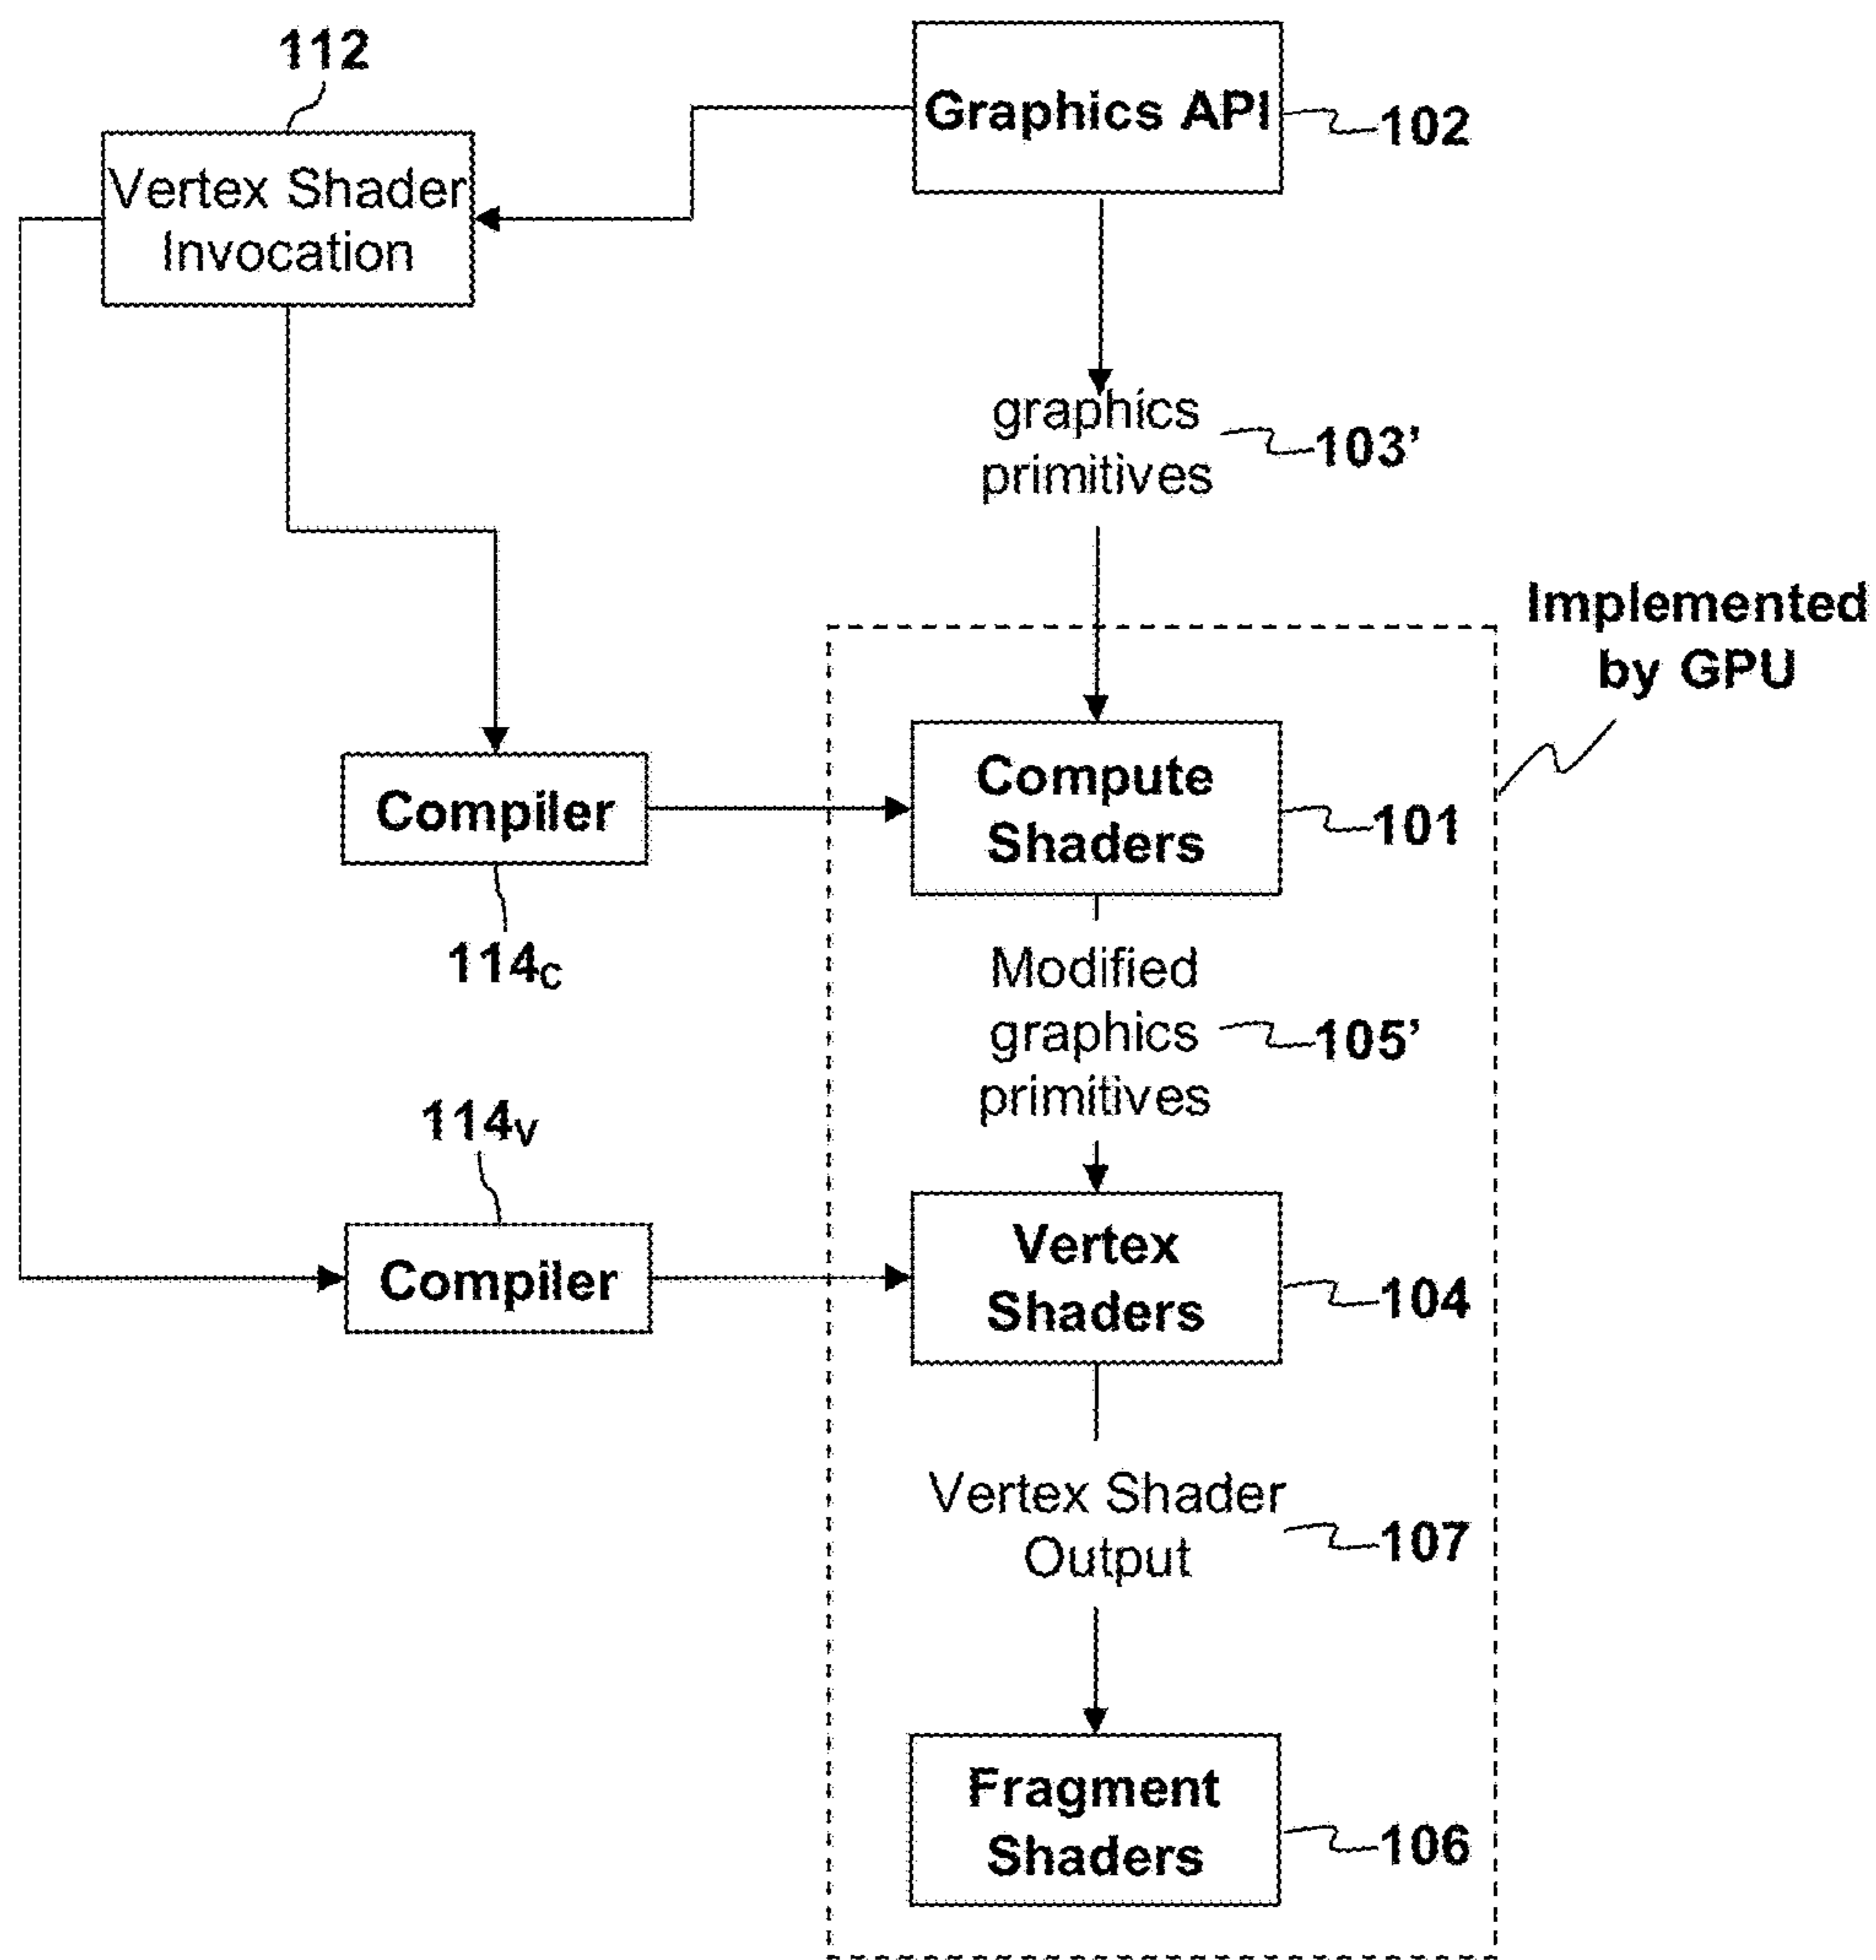 112
Graphics API
102
Vertex Shader
Invocation
graphics
primitives
103’
Implemented
by GPU
Compiler
114C
Compute
Shaders
101
Modified
graphics
primitives
105’
114V
Compiler
Vertex
Shaders
104
Vertex Shader
Output
107
Fragment
Shaders
106